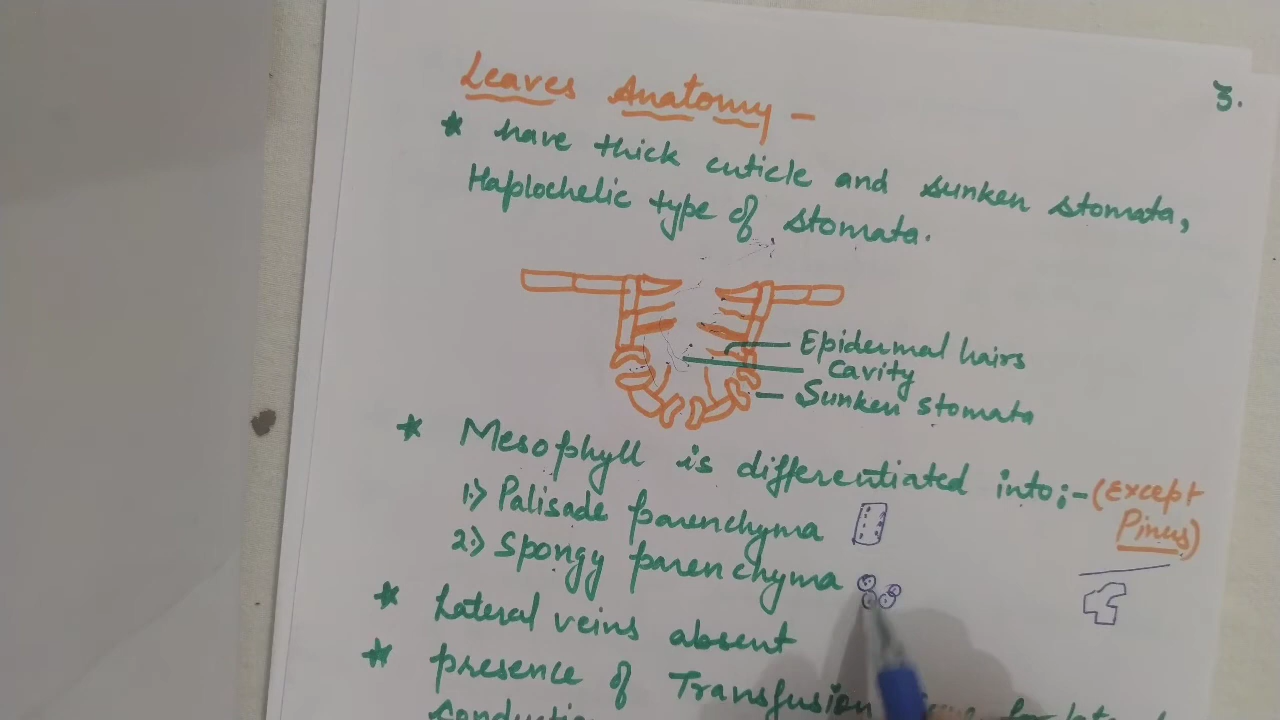 3.
Leaves Anatomy -
* have thick cuticle and sunken stomata,
Haplochelic type of stomata.
Epidermal hairs
Cavity
Sunken stomata
* Mesophyll is differentiated into:- (Except
Pinus)
1.> Palisade parenchyma
2.> Spongy parenchyma
* Lateral veins absent
* presence of Transfusion